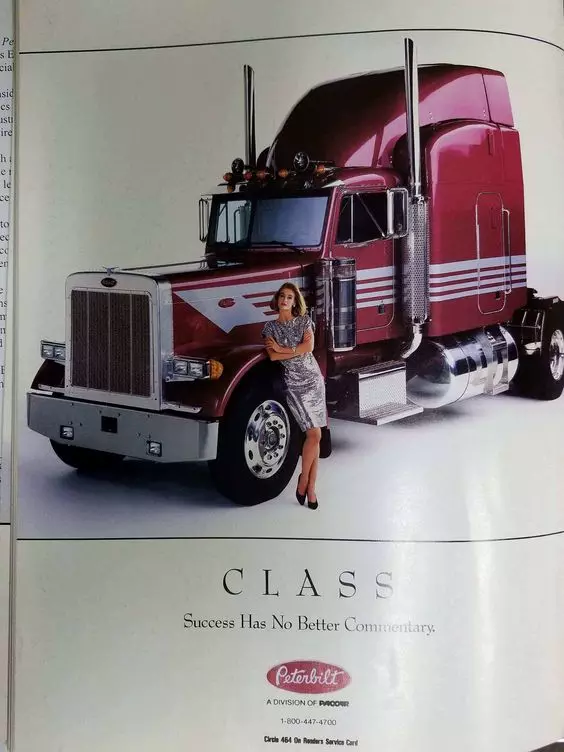 CLASS
Success Has No Better Commentary.
Peterbilt
A DIVISION OF PACCAR
1-800-447-4700
Circle 464 On Readers Service Card